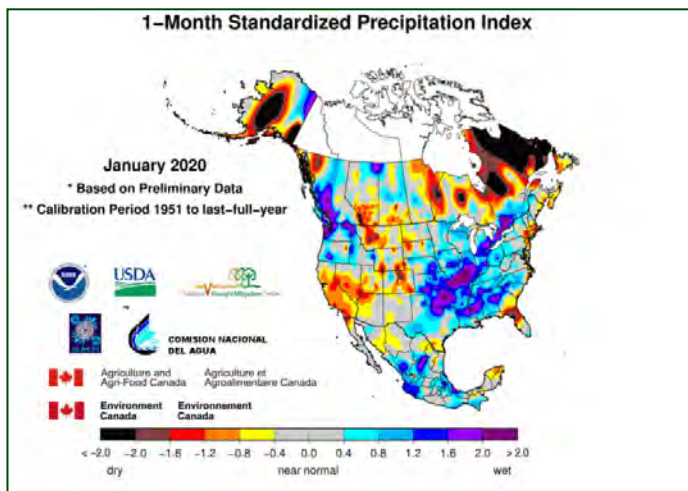 1-Month Standardized Precipitation Index
January 2020
* Based on Preliminary Data
** Calibration Period 1951 to last-full-year
USDA
COMISION NACIONAL
DEL AGUA
Agriculture and
Agri-Food Canada
Agriculture et
Agroalimentaire Canada
Environment
Canada
Environnement
Canada
< -2.0 -2.0 -1.6 -1.2 -0.8 -0.4 0.0 0.4 0.8 1.2 1.6 2.0 > 2.0
dry near normal wet